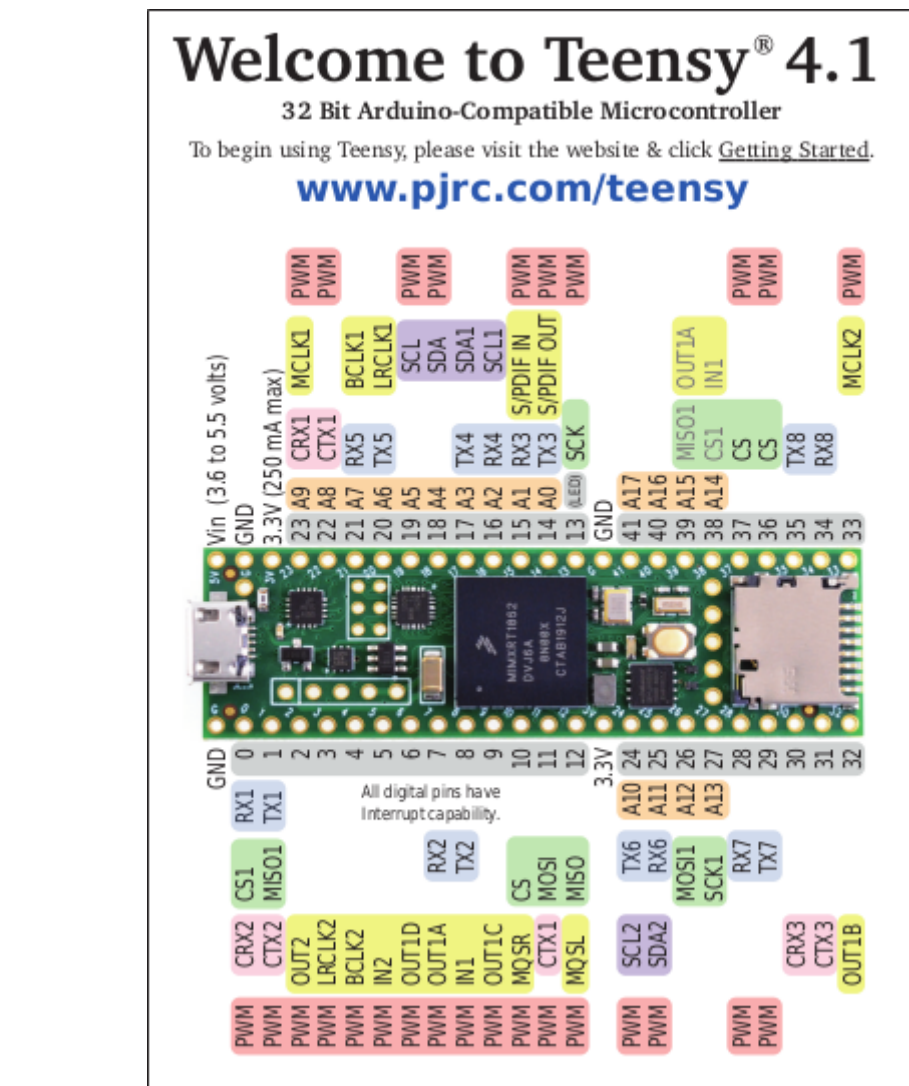 Welcome to Teensy® 4.1
32 Bit Arduino-Compatible Microcontroller
To begin using Teensy, please visit the website & click Getting Started.
www.pjrc.com/teensy
PWM PWM PWM PWM PWM PWM PWM PWM PWM PWM
MCLK1 BCLK1 LRCLK1 SCL SDA SDA1 SCL1 S/PDIF IN S/PDIF OUT OUT1A IN1 MCLK2
CRX1 CTX1 RX5 TX5 TX4 RX4 RX3 TX3 SCK MISO1 CS1 CS CS TX8 RX8
A9 A8 A7 A6 A5 A4 A3 A2 A1 A0 (LED) A17 A16 A15 A14
Vin (3.6 to 5.5 volts) GND 3.3V (250 mA max) 23 22 21 20 19 18 17 16 15 14 13 GND 41 40 39 38 37 36 35 34 33
MIMXRT1062
DVJ6A
CTAB1912J
GND 0 1 2 3 4 5 6 7 8 9 10 11 12 3.3V 24 25 26 27 28 29 30 31 32
RX1 TX1 A10 A11 A12 A13
All digital pins have
Interrupt capability.
CS1 MISO1 RX2 TX2 CS MOSI MISO TX6 RX6 MOSI1 SCK1 RX7 TX7
CRX2 CTX2 OUT2 LRCLK2 BCLK2 IN2 OUT1D OUT1A IN1 OUT1C MQSR CTX1 MQSL SCL2 SDA2 CRX3 CTX3 OUT1B
PWM PWM PWM PWM PWM PWM PWM PWM PWM PWM PWM PWM PWM PWM PWM PWM PWM